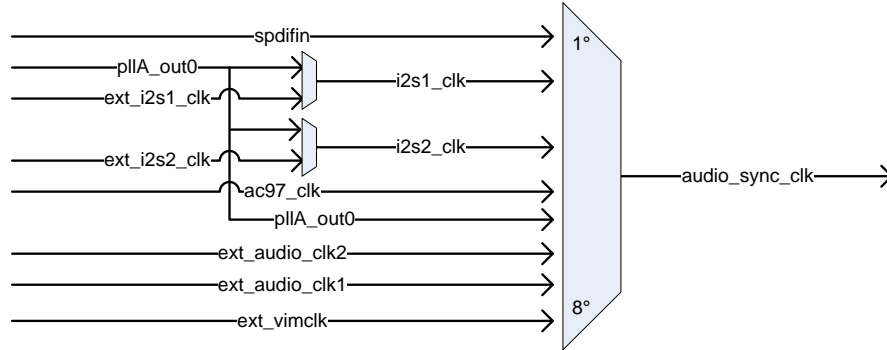 spdifin
1°
pllA_out0
i2s1_clk
ext_i2s1_clk
i2s2_clk
ext_i2s2_clk
audio_sync_clk
ac97_clk
pllA_out0
ext_audio_clk2
ext_audio_clk1
8°
ext_vimclk